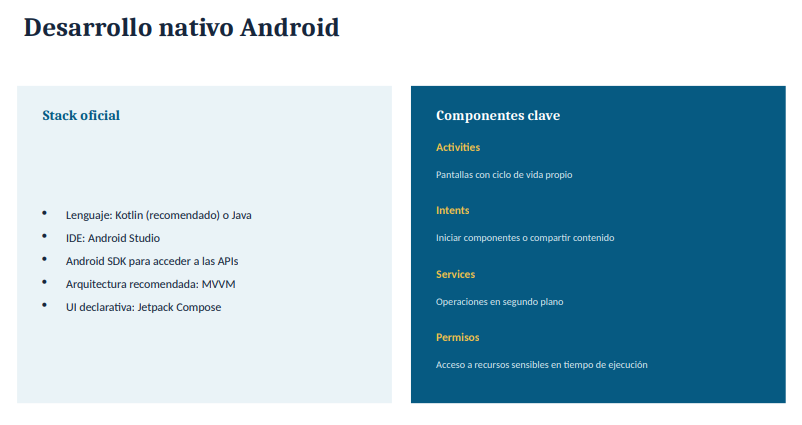 Desarrollo nativo Android
Stack oficial
• Lenguaje: Kotlin (recomendado) o Java
• IDE: Android Studio
• Android SDK para acceder a las APIs
• Arquitectura recomendada: MVVM
• UI declarativa: Jetpack Compose
Componentes clave
Activities
Pantallas con ciclo de vida propio
Intents
Iniciar componentes o compartir contenido
Services
Operaciones en segundo plano
Permisos
Acceso a recursos sensibles en tiempo de ejecución